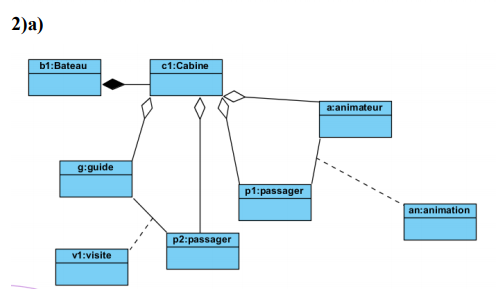 2)a)
b1:Bateau
c1:Cabine
a:animateur
g:guide
p1:passager
an:animation
p2:passager
v1:visite